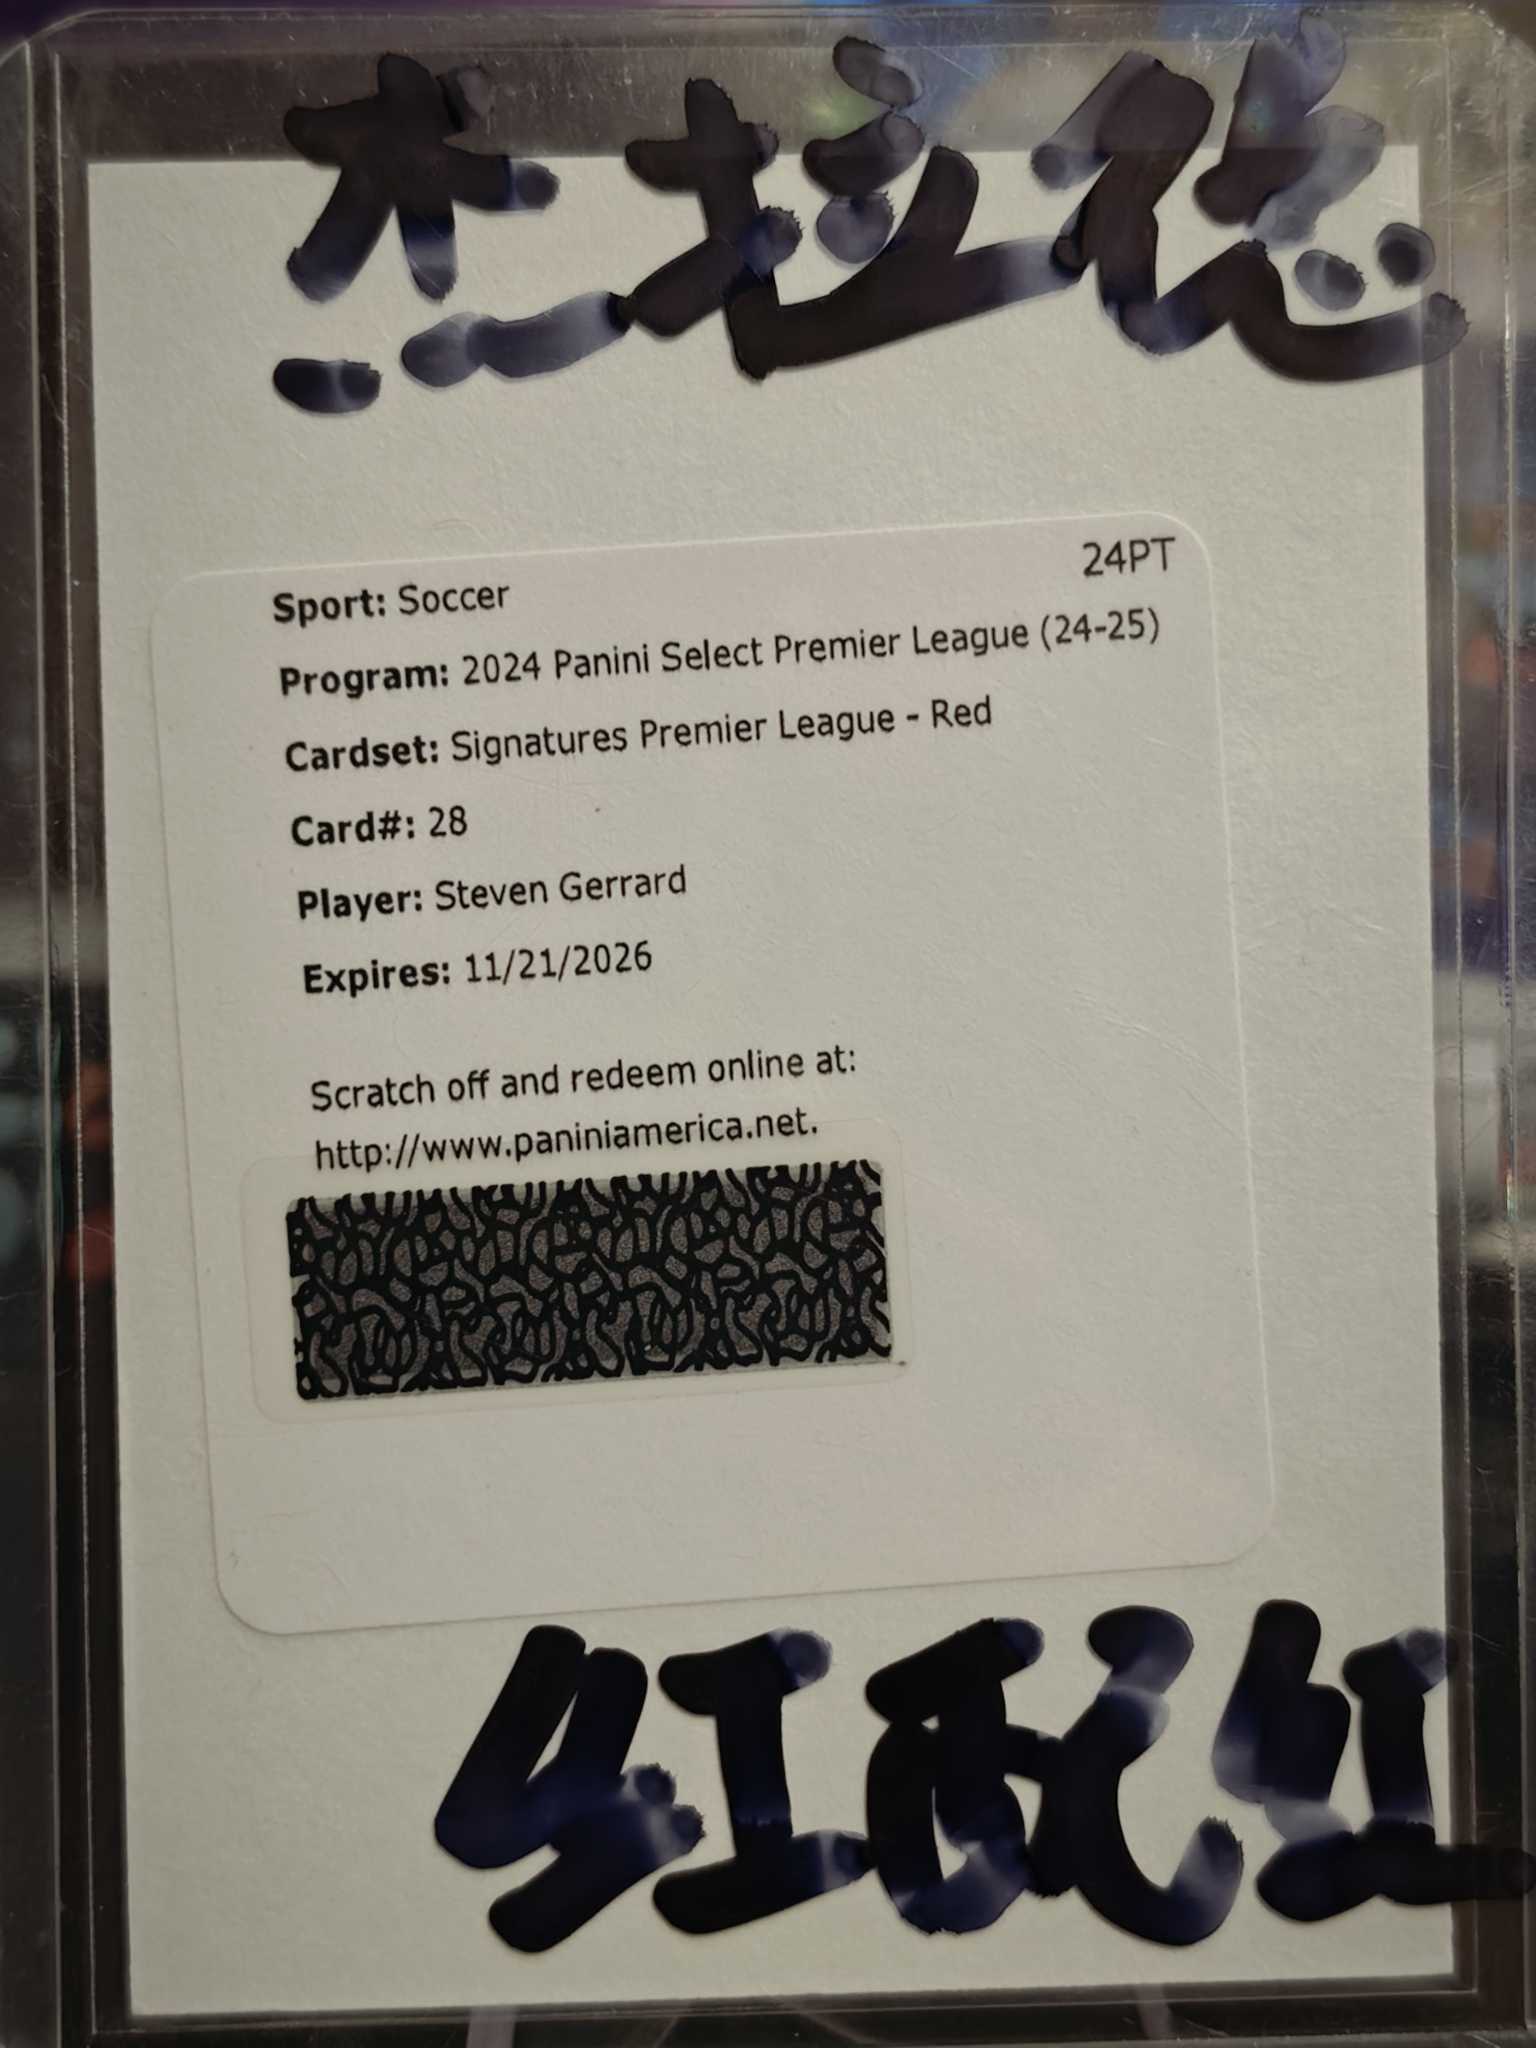 杰拉德
24PT
Sport: Soccer
Program: 2024 Panini Select Premier League (24-25)
Cardset: Signatures Premier League - Red
Card#: 28
Player: Steven Gerrard
Expires: 11/21/2026
Scratch off and redeem online at:
http://www.paniniamerica.net.
红配红